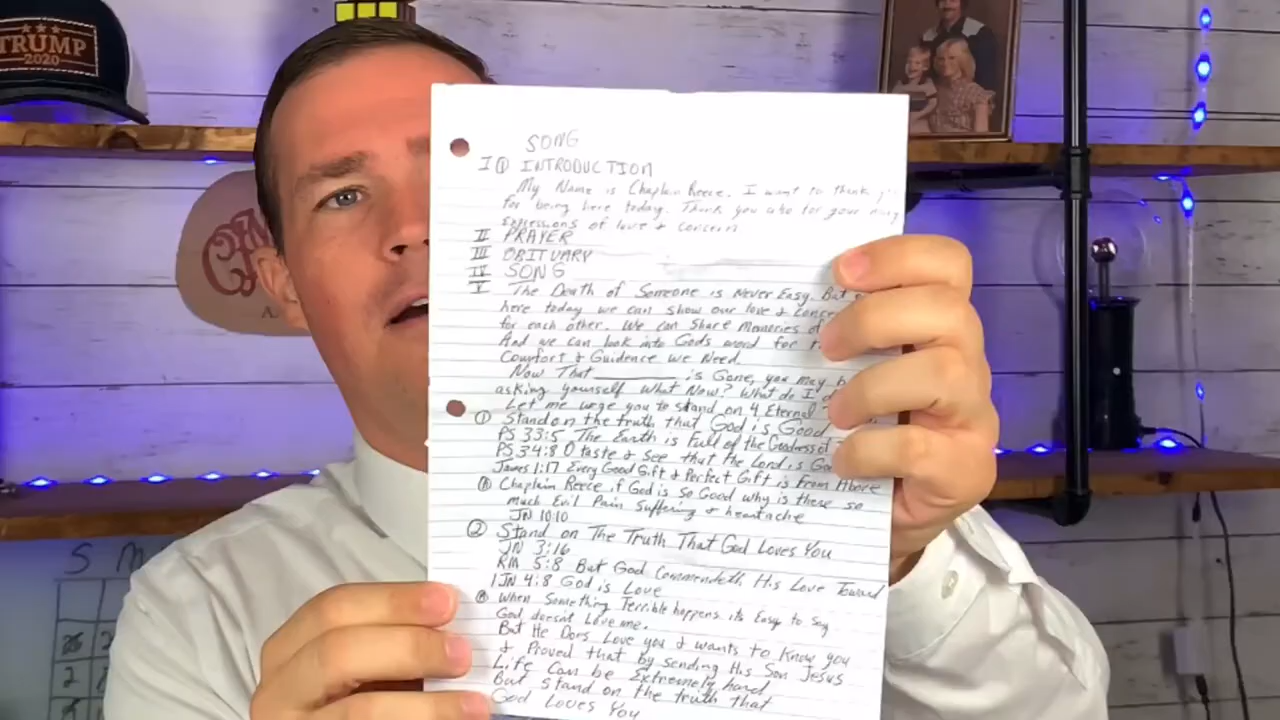 TRUMP
2020
SONG
I ① INTRODUCTION
My Name is Chaplain Reece. I want to thank
for being here today. Thank you also for your many
Expressions of love & concern
II PRAYER
III OBITUARY
IV SONG
V The Death of Someone is Never Easy. But
here today we can show our love &
for each other. We can share memories of
And we can look into Gods word for
Comfort & Guidence we Need.
Now That ________ is Gone, you may
asking yourself What Now? What do I
Let me urge you to stand on 4 Eternal
① Stand on the truth that God is Good
PS 33:5 The Earth is Full of the Goodness of
PS 34:8 O taste & See that the Lord is
James 1:17 Every Good Gift & Perfect Gift is From Above
Chaplain Reece if God is so Good why is there so
much Evil Pain Suffering & heartache
JN 10:10
② Stand on The Truth That God Loves You
JN 3:16
RM 5:8 But God Commendeth His Love Toward
1 JN 4:8 God is Love
When Something Terrible happens its Easy to Say
God doesnt Love me.
But He Dors Love you & wants to Know you
& Proved that by sending His Son Jesus
Life Can be Extremely hard
But Stand on the truth that
God Loves You
S M